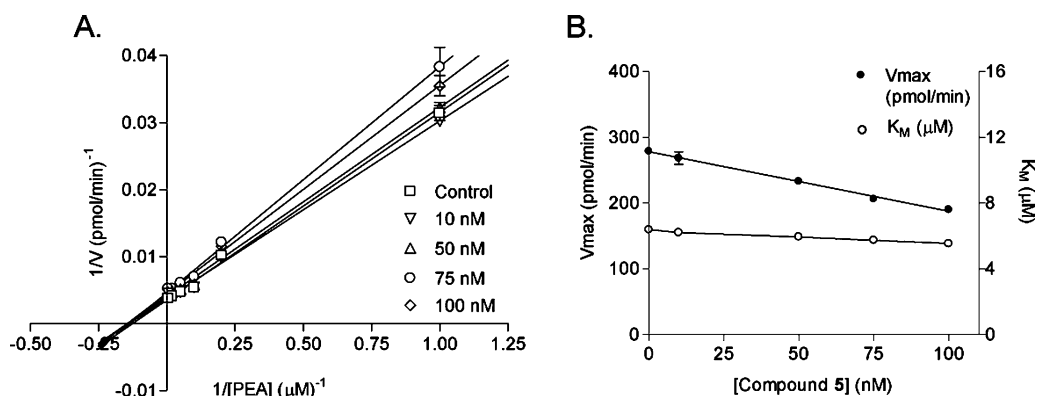 A.
0.04
0.03
0.02
0.01
-0.01
1/V (pmol/min)⁻¹
-0.50
-0.25
0.25
0.50
0.75
1.00
1.25
1/[PEA] (μM)⁻¹
Control
10 nM
50 nM
75 nM
100 nM
B.
400
300
200
100
0
Vmax (pmol/min)
Vmax
(pmol/min)
K_M (μM)
16
12
8
4
0
K_M
(μM)
0
25
50
75
100
[Compound 5] (nM)